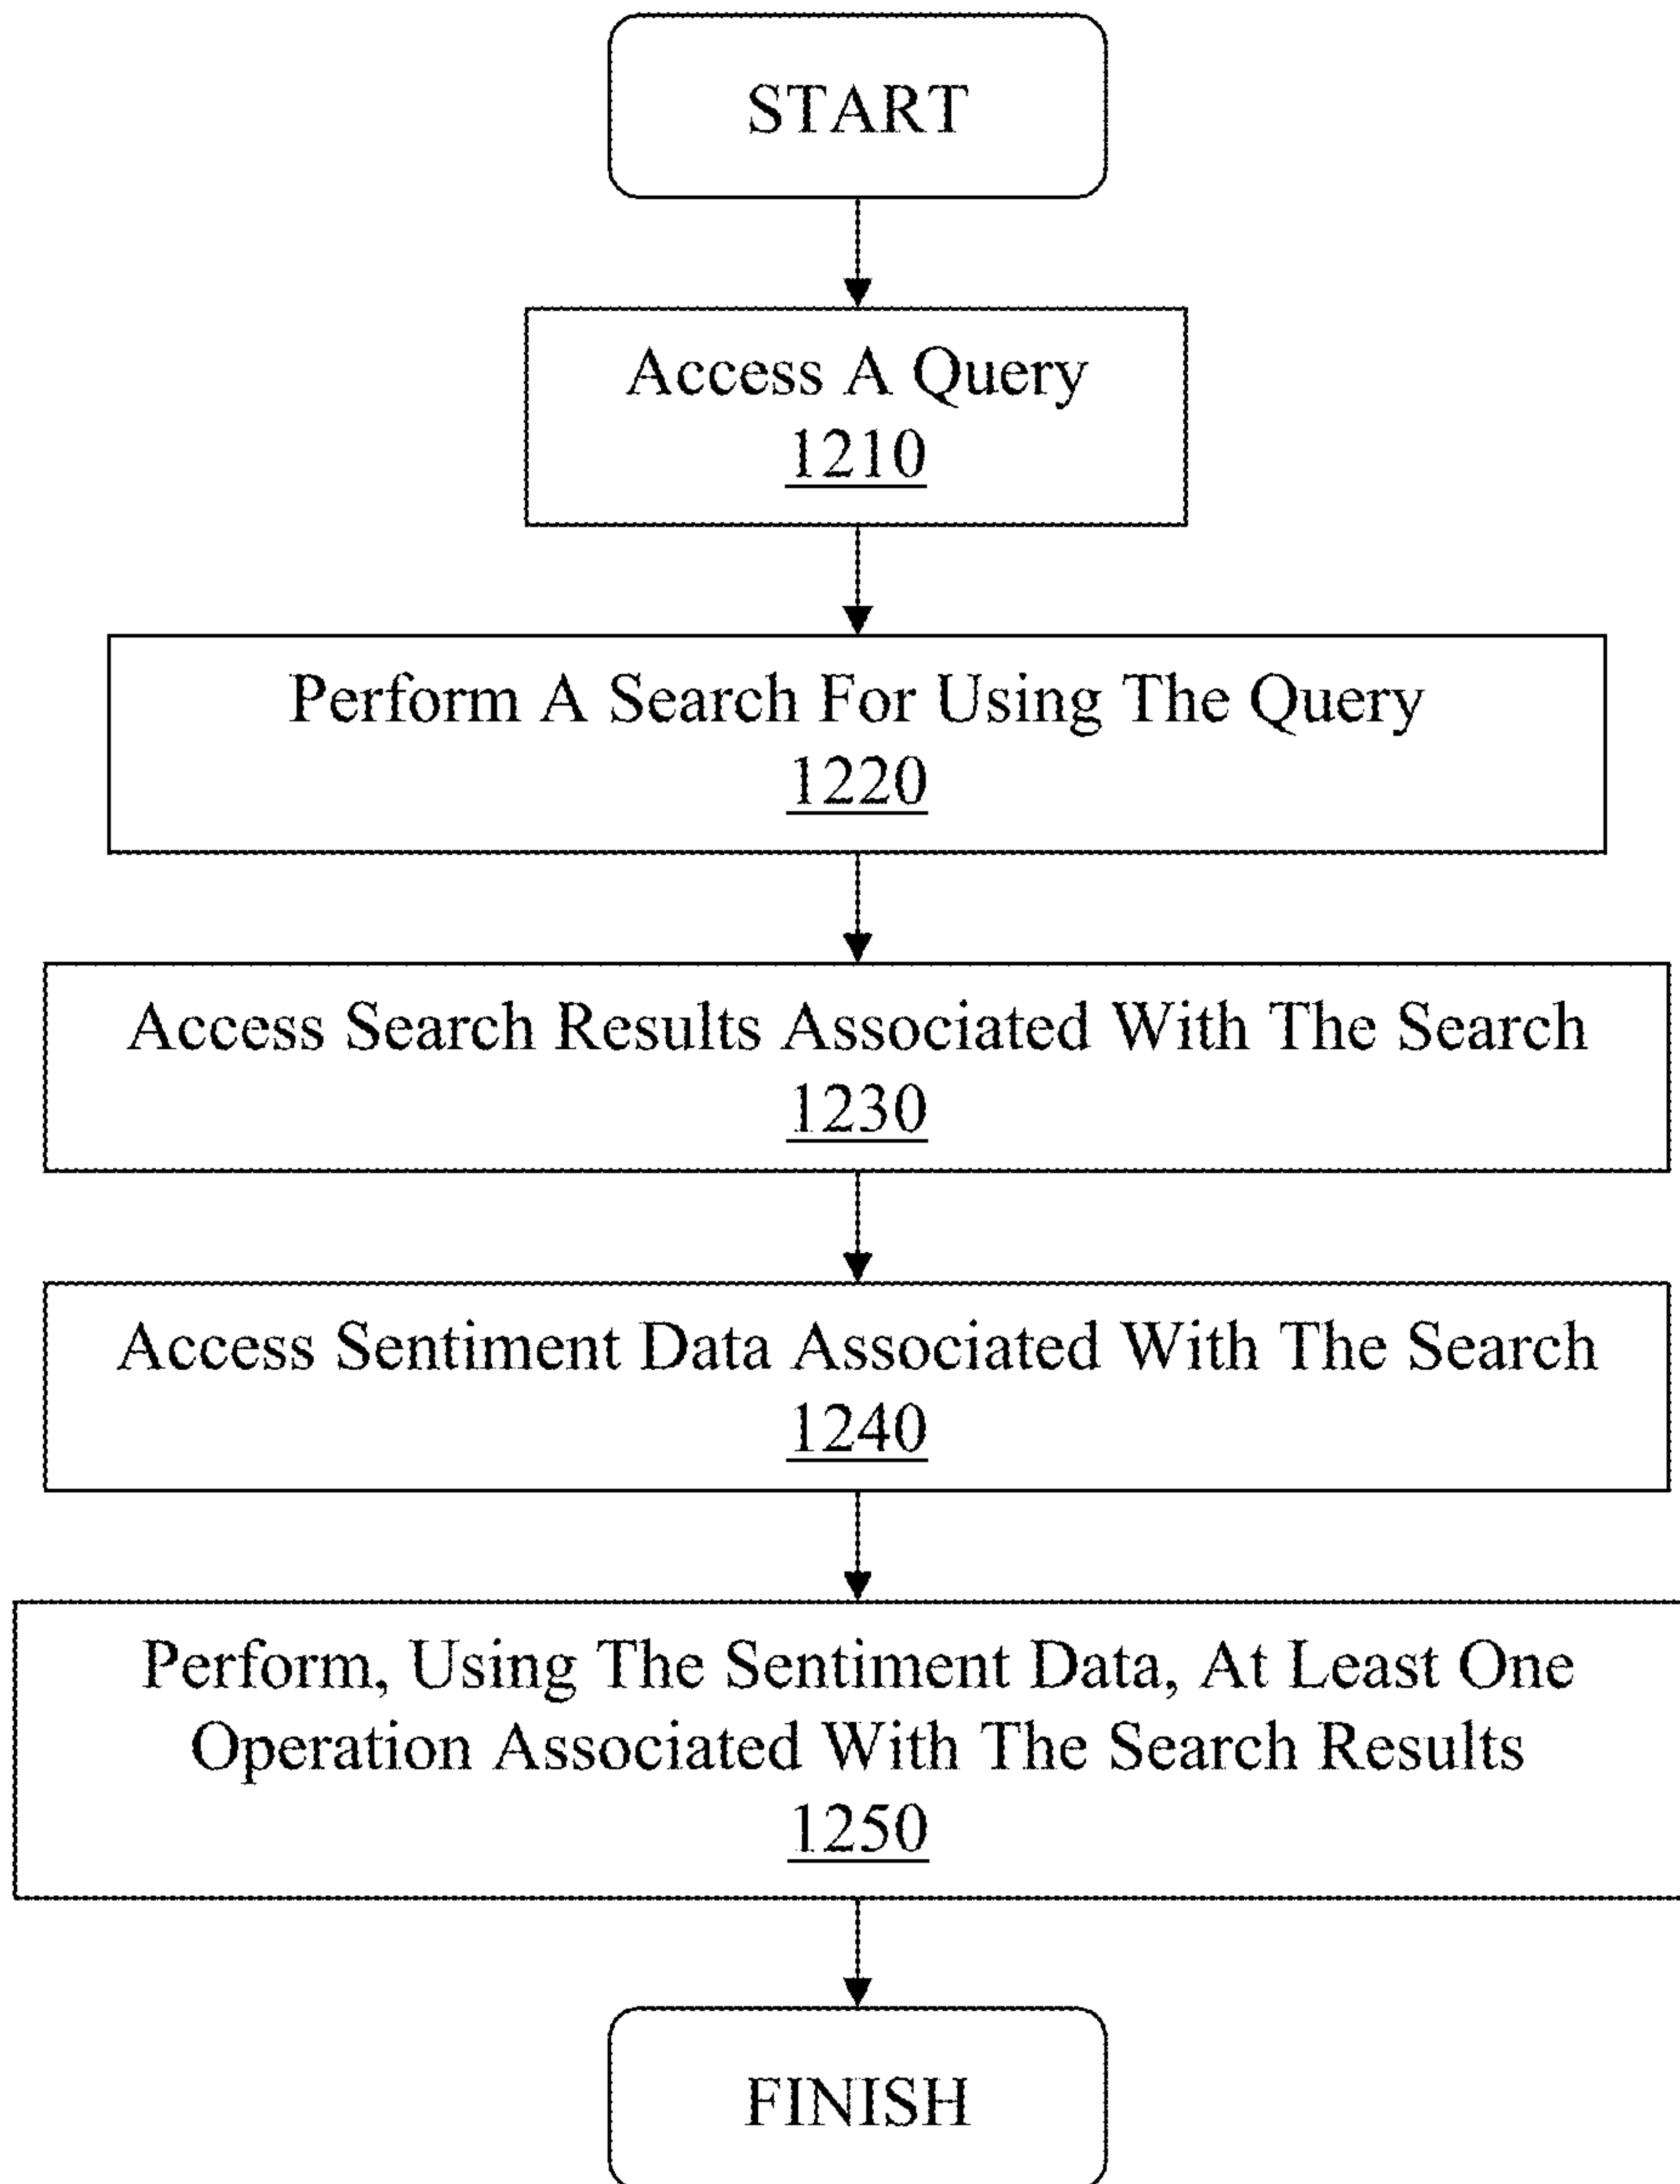 START
Access A Query
1210
Perform A Search For Using The Query
1220
Access Search Results Associated With The Search
1230
Access Sentiment Data Associated With The Search
1240
Perform, Using The Sentiment Data, At Least One
Operation Associated With The Search Results
1250
FINISH